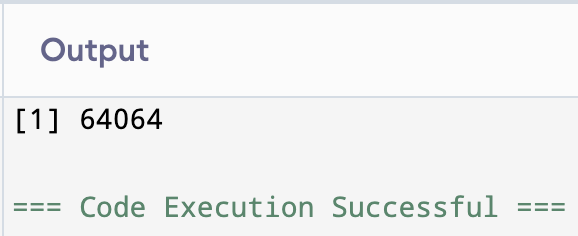 Output
[1] 64064
=== Code Execution Successful ===